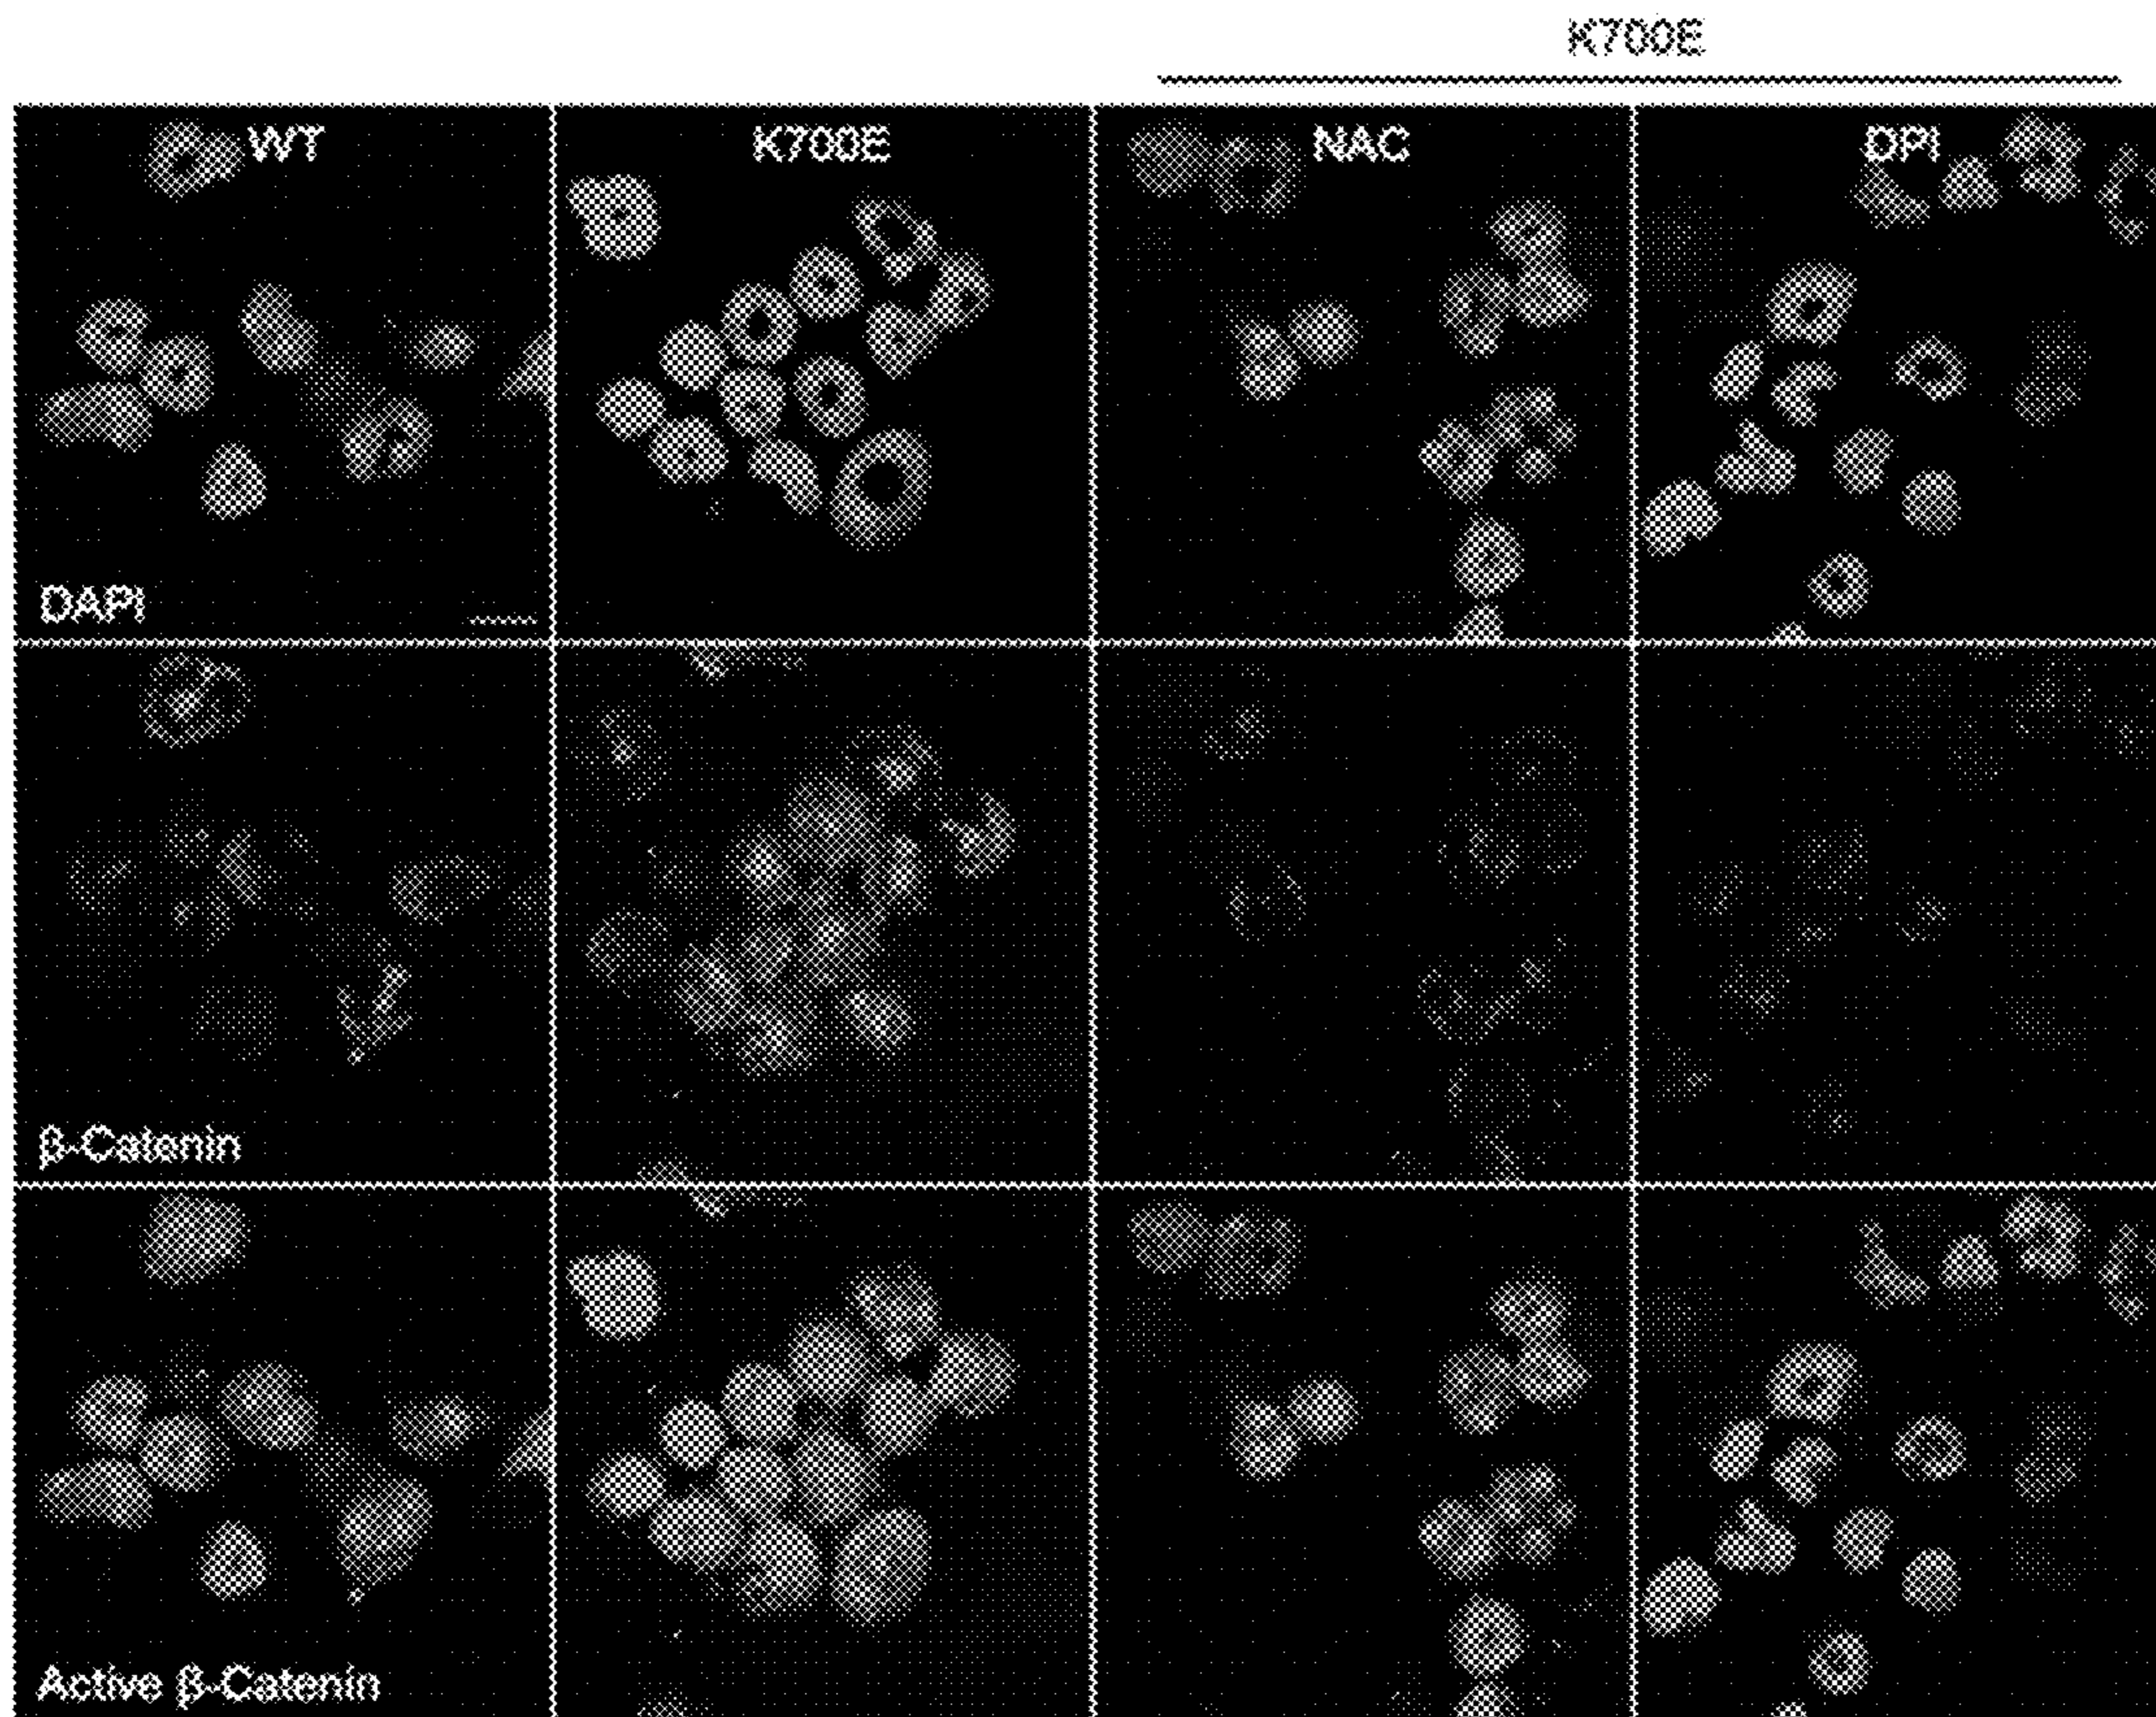 K700E
WT
K700E
NAC
DPI
DAPI
β-Catenin
Active β-Catenin